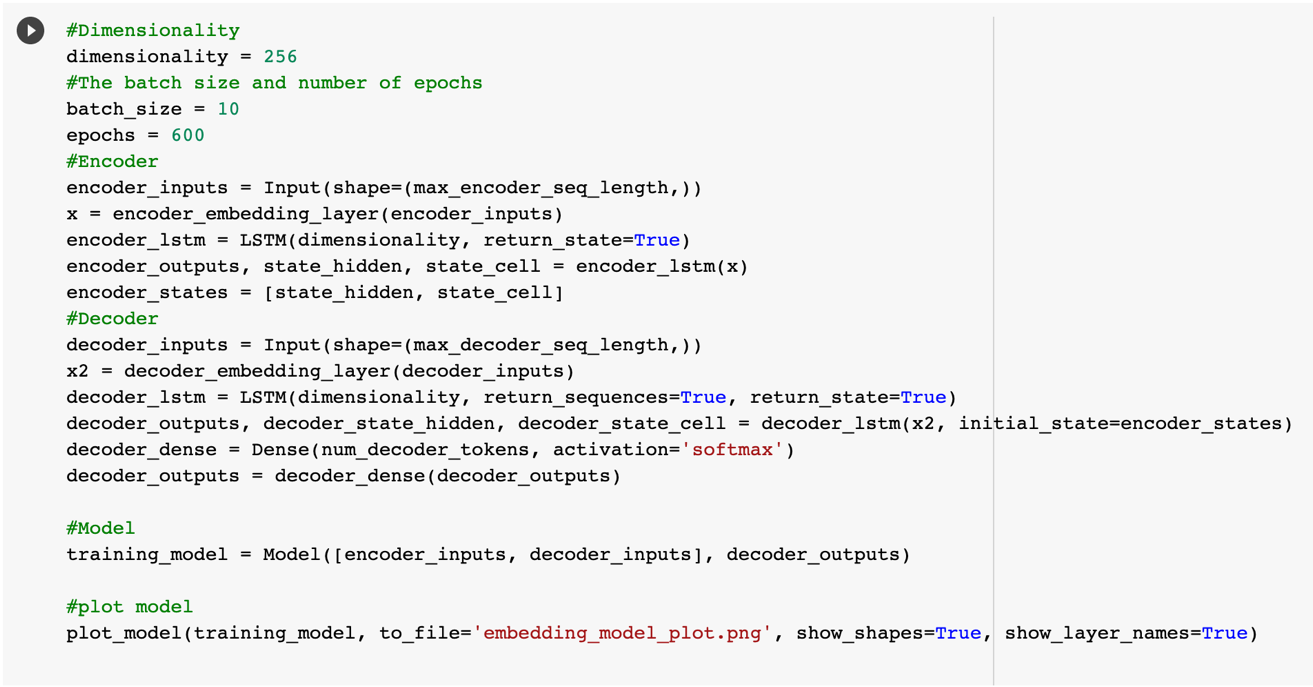 #Dimensionality
dimensionality = 256
#The batch size and number of epochs
batch_size = 10
epochs = 600
#Encoder
encoder_inputs = Input(shape=(max_encoder_seq_length,))
x = encoder_embedding_layer(encoder_inputs)
encoder_lstm = LSTM(dimensionality, return_state=True)
encoder_outputs, state_hidden, state_cell = encoder_lstm(x)
encoder_states = [state_hidden, state_cell]
#Decoder
decoder_inputs = Input(shape=(max_decoder_seq_length,))
x2 = decoder_embedding_layer(decoder_inputs)
decoder_lstm = LSTM(dimensionality, return_sequences=True, return_state=True)
decoder_outputs, decoder_state_hidden, decoder_state_cell = decoder_lstm(x2, initial_state=encoder_states)
decoder_dense = Dense(num_decoder_tokens, activation='softmax')
decoder_outputs = decoder_dense(decoder_outputs)
#Model
training_model = Model([encoder_inputs, decoder_inputs], decoder_outputs)
#plot model
plot_model(training_model, to_file='embedding_model_plot.png', show_shapes=True, show_layer_names=True)